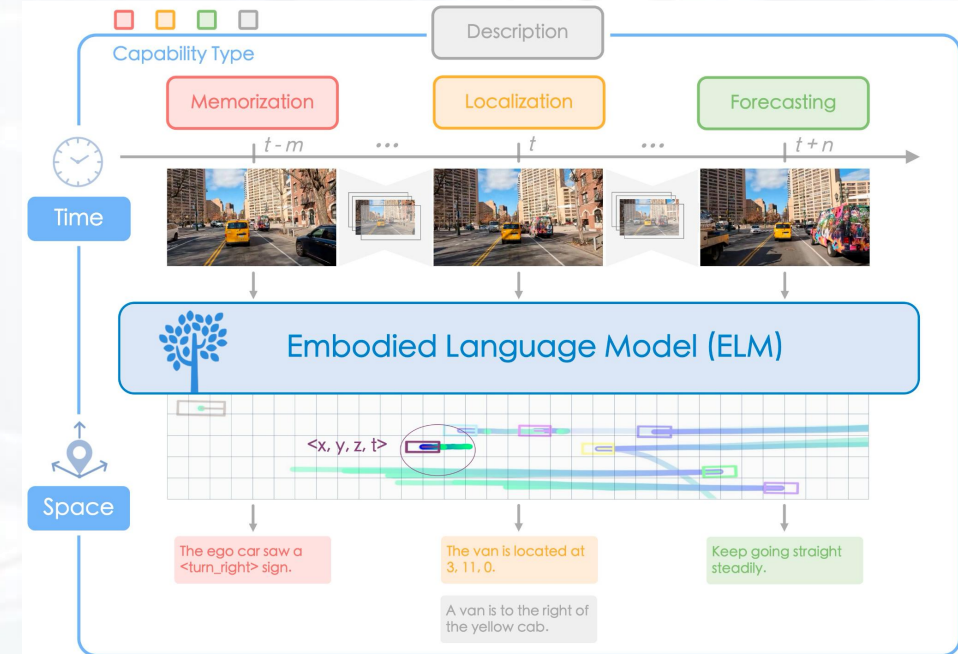 Description
Capability Type
Memorization
Localization
Forecasting
t - m
...
t
...
t + n
Time
Embodied Language Model (ELM)
<x, y, z, t>
Space
The ego car saw a
<turn_right> sign.
The van is located at
3, 11, 0.
Keep going straight
steadily.
A van is to the right of
the yellow cab.